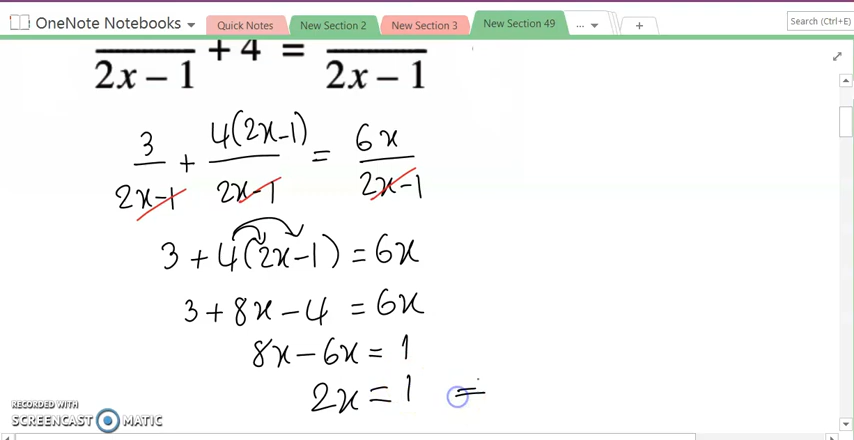 OneNote Notebooks Quick Notes New Section 2 New Section 3 New Section 49 ... + Search (Ctrl+E)
/(2x – 1) + 4 = /(2x – 1)
3/(2x-1) + 4(2x-1)/(2x-1) = 6x/(2x-1)
3 + 4(2x-1) = 6x
3 + 8x - 4 = 6x
8x - 6x = 1
2x = 1 =
RECORDED WITH
SCREENCAST MATIC